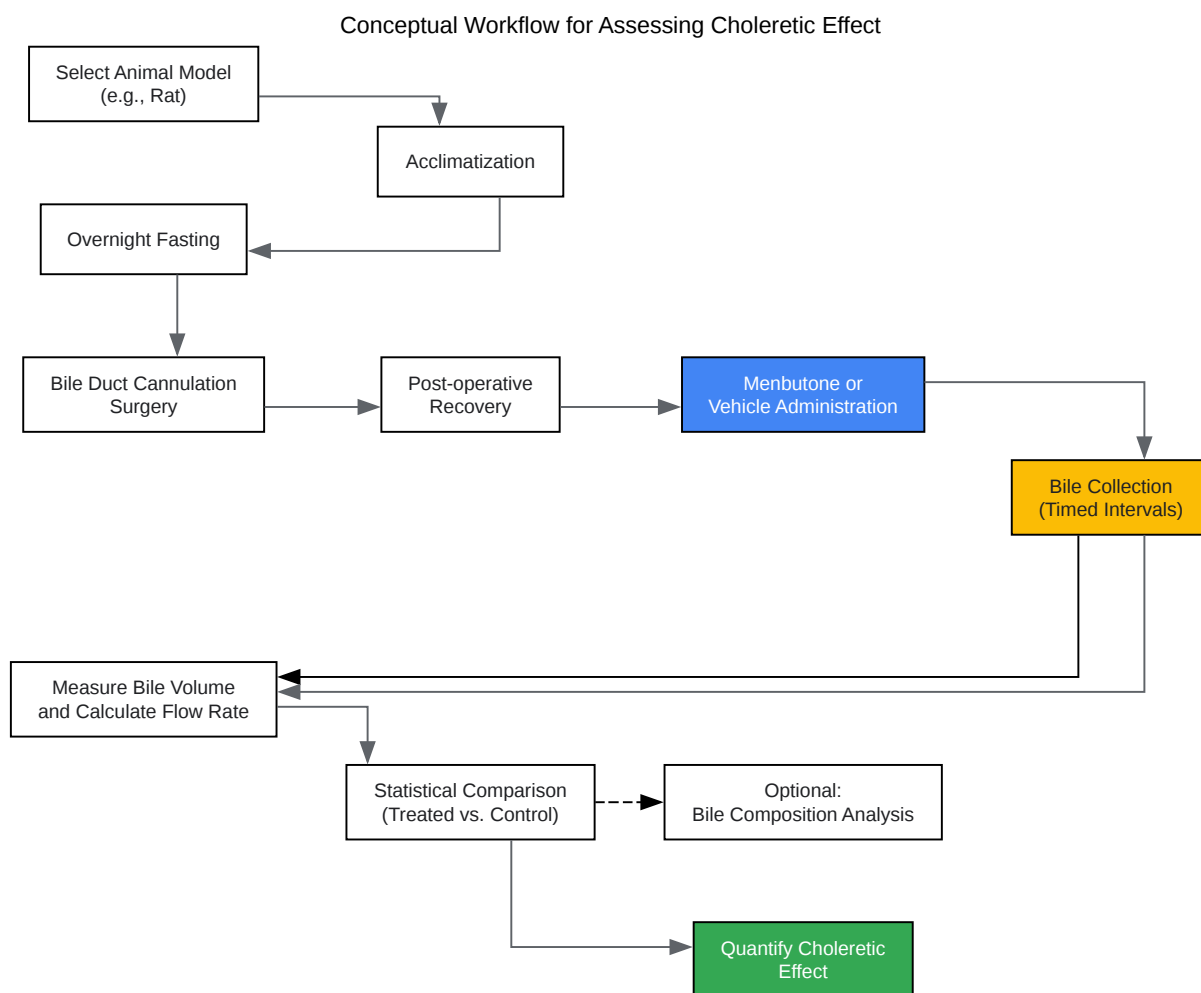 Conceptual Workflow for Assessing Choleretic Effect
Select Animal Model
(e.g., Rat)
Acclimatization
Overnight Fasting
Bile Duct Cannulation
Surgery
Post-operative
Recovery
Menbutone or
Vehicle Administration
Bile Collection
(Timed Intervals)
Measure Bile Volume
and Calculate Flow Rate
Statistical Comparison
(Treated vs. Control)
Optional:
Bile Composition Analysis
Quantify Choleretic
Effect